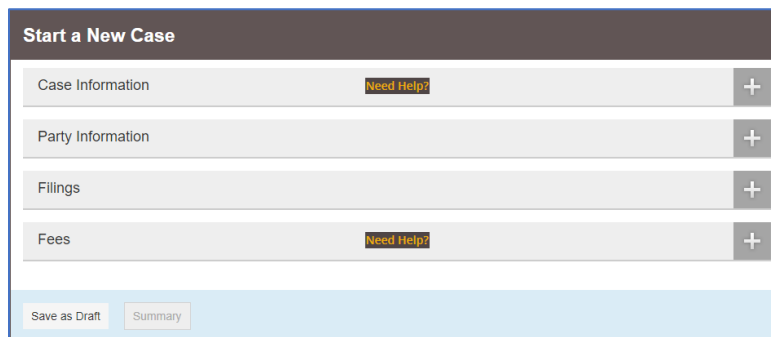 Start a New Case
Case Information Need Help?
Party Information
Filings
Fees Need Help?
Save as Draft Summary